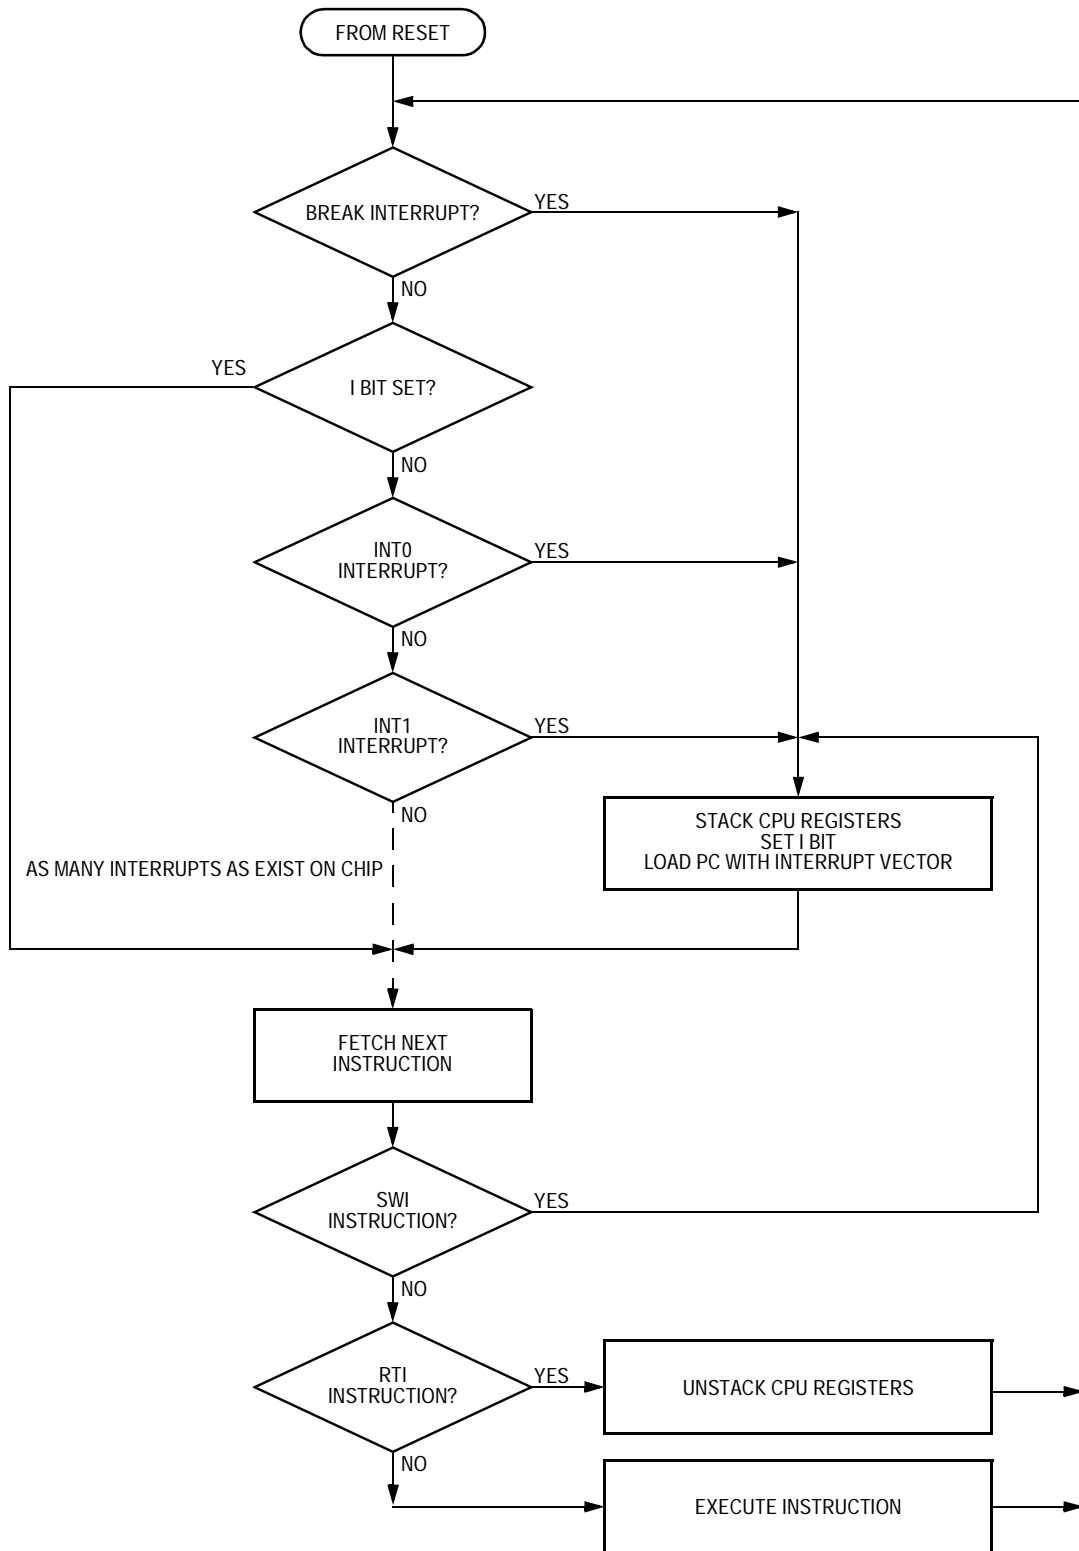 FROM RESET
BREAK INTERRUPT?
YES
NO
YES
I BIT SET?
NO
INT0
INTERRUPT?
YES
NO
INT1
INTERRUPT?
YES
NO
STACK CPU REGISTERS
SET I BIT
LOAD PC WITH INTERRUPT VECTOR
AS MANY INTERRUPTS AS EXIST ON CHIP
FETCH NEXT
INSTRUCTION
SWI
INSTRUCTION?
YES
NO
RTI
INSTRUCTION?
YES
UNSTACK CPU REGISTERS
NO
EXECUTE INSTRUCTION